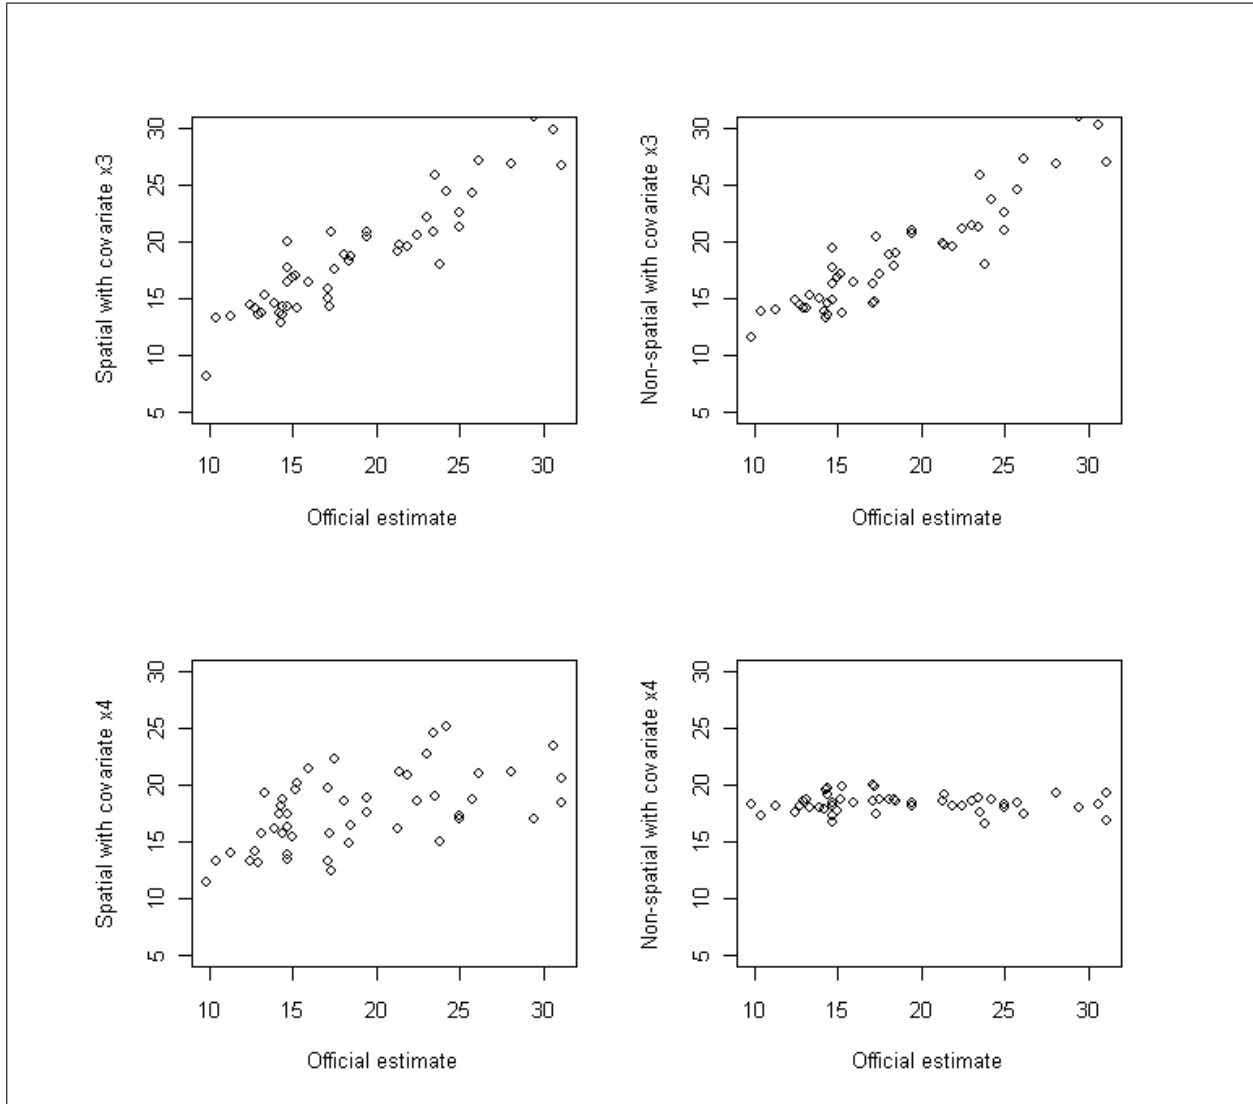 Spatial with covariate x3
30
25
20
15
10
5
10 15 20 25 30
Official estimate
Non-spatial with covariate x3
30
25
20
15
10
5
10 15 20 25 30
Official estimate
Spatial with covariate x4
30
25
20
15
10
5
10 15 20 25 30
Official estimate
Non-spatial with covariate x4
30
25
20
15
10
5
10 15 20 25 30
Official estimate